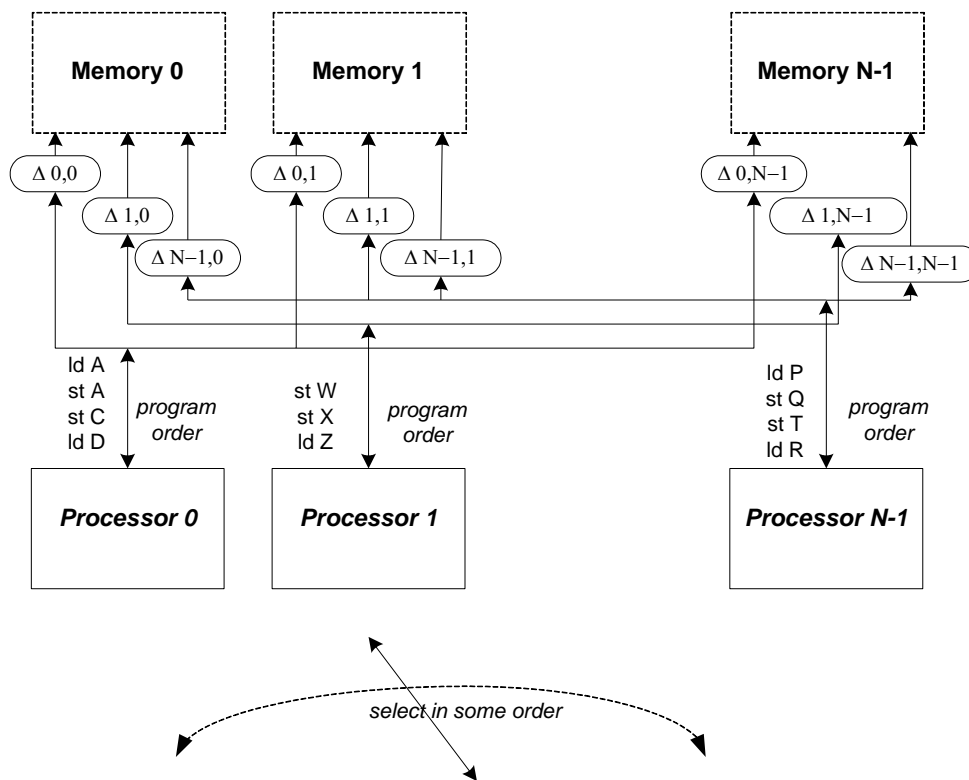 Memory 0
Memory 1
Memory N-1
Δ 0,0
Δ 0,1
Δ 0,N−1
Δ 1,0
Δ 1,1
Δ 1,N−1
Δ N−1,0
Δ N−1,1
Δ N−1,N−1
ld A
st A
st C
ld D
program
order
st W
st X
ld Z
program
order
ld P
st Q
st T
ld R
program
order
Processor 0
Processor 1
Processor N-1
select in some order